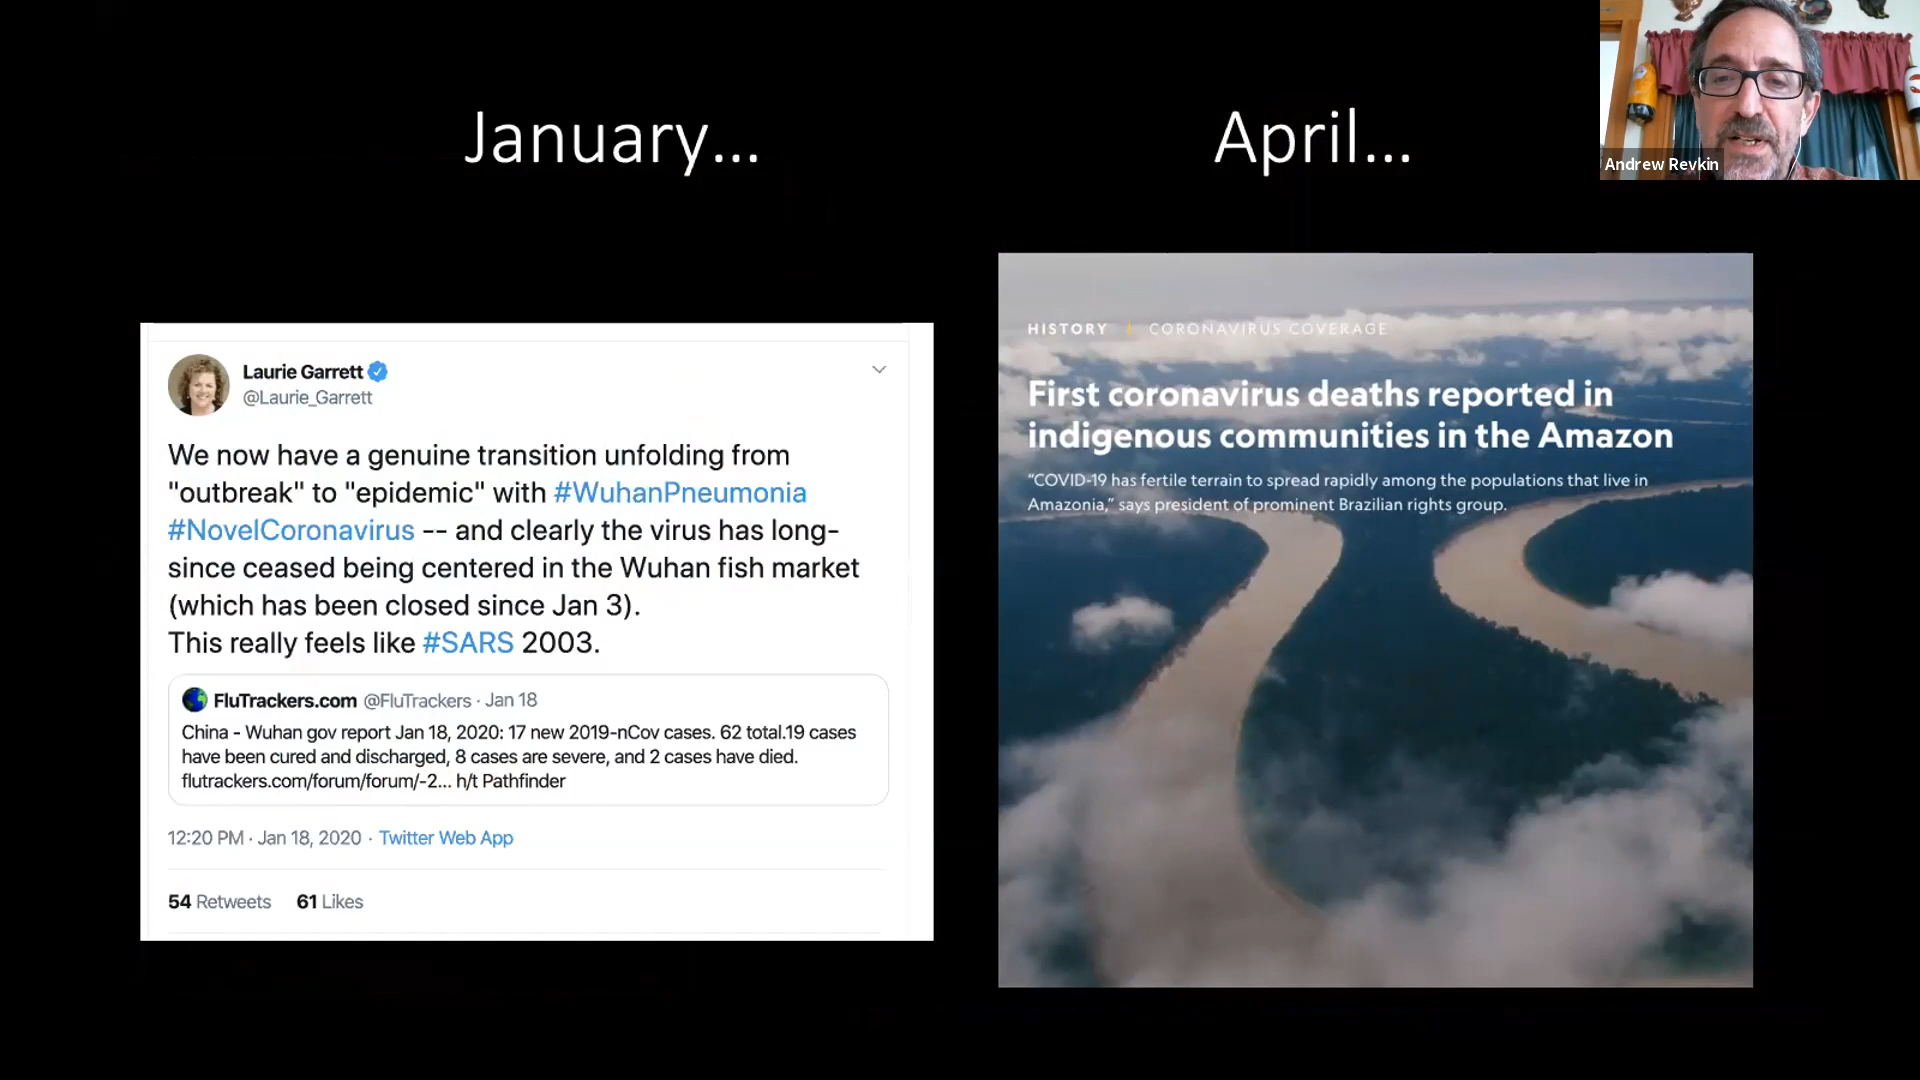 January...
April...
Andrew Revkin
Laurie Garrett
@Laurie_Garrett
We now have a genuine transition unfolding from
"outbreak" to "epidemic" with #WuhanPneumonia
#NovelCoronavirus -- and clearly the virus has long-
since ceased being centered in the Wuhan fish market
(which has been closed since Jan 3).
This really feels like #SARS 2003.
FluTrackers.com @FluTrackers · Jan 18
China - Wuhan gov report Jan 18, 2020: 17 new 2019-nCov cases. 62 total.19 cases
have been cured and discharged, 8 cases are severe, and 2 cases have died.
flutrackers.com/forum/forum/-2... h/t Pathfinder
12:20 PM · Jan 18, 2020 · Twitter Web App
54 Retweets 61 Likes
HISTORY | CORONAVIRUS COVERAGE
First coronavirus deaths reported in
indigenous communities in the Amazon
“COVID-19 has fertile terrain to spread rapidly among the populations that live in
Amazonia,” says president of prominent Brazilian rights group.